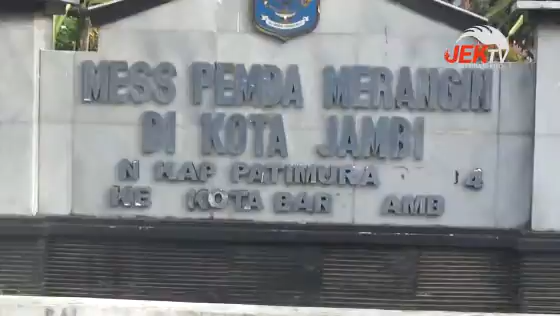 JEKTV
MESS PEMDA MERANGIN
DI KOTA JAMBI
N KAP PATIMURA 4
KE KOTA BAR AMB